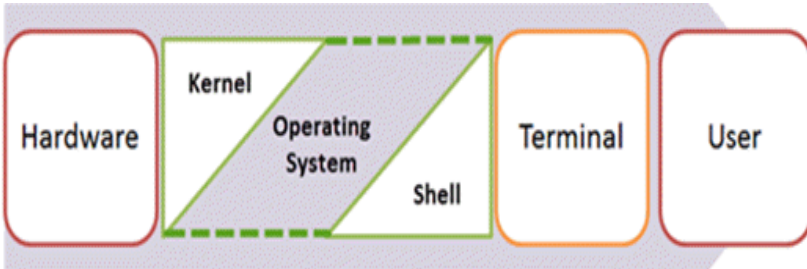 Hardware
Kernel
Operating
System
Shell
Terminal
User